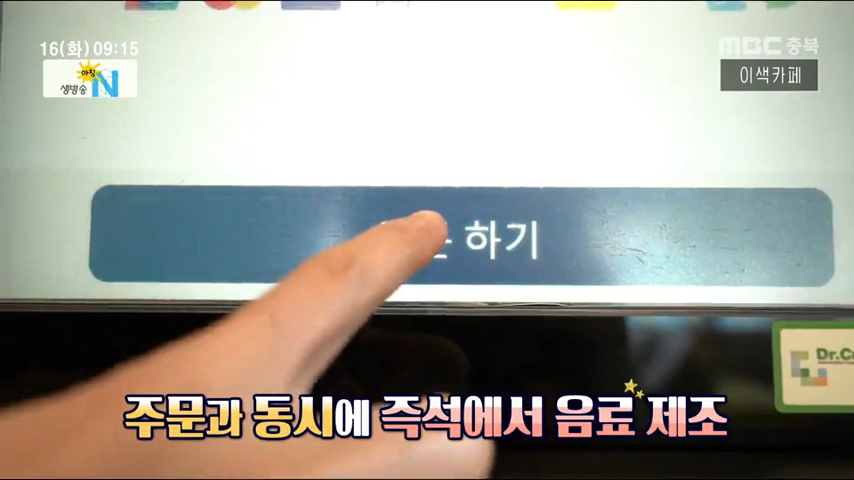 16(화) 09:15
생방송 아침 N
MBC 충북
이색카페
하기
Dr.C
주문과 동시에 즉석에서 음료 제조